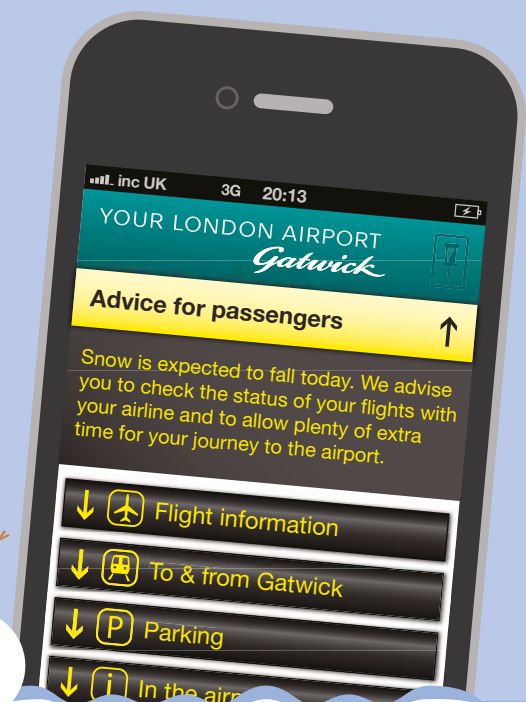 inc UK 3G 20:13
YOUR LONDON AIRPORT
Gatwick
Advice for passengers
Snow is expected to fall today. We advise
you to check the status of your flights with
your airline and to allow plenty of extra
time for your journey to the airport.
Flight information
To & from Gatwick
P Parking
i In the